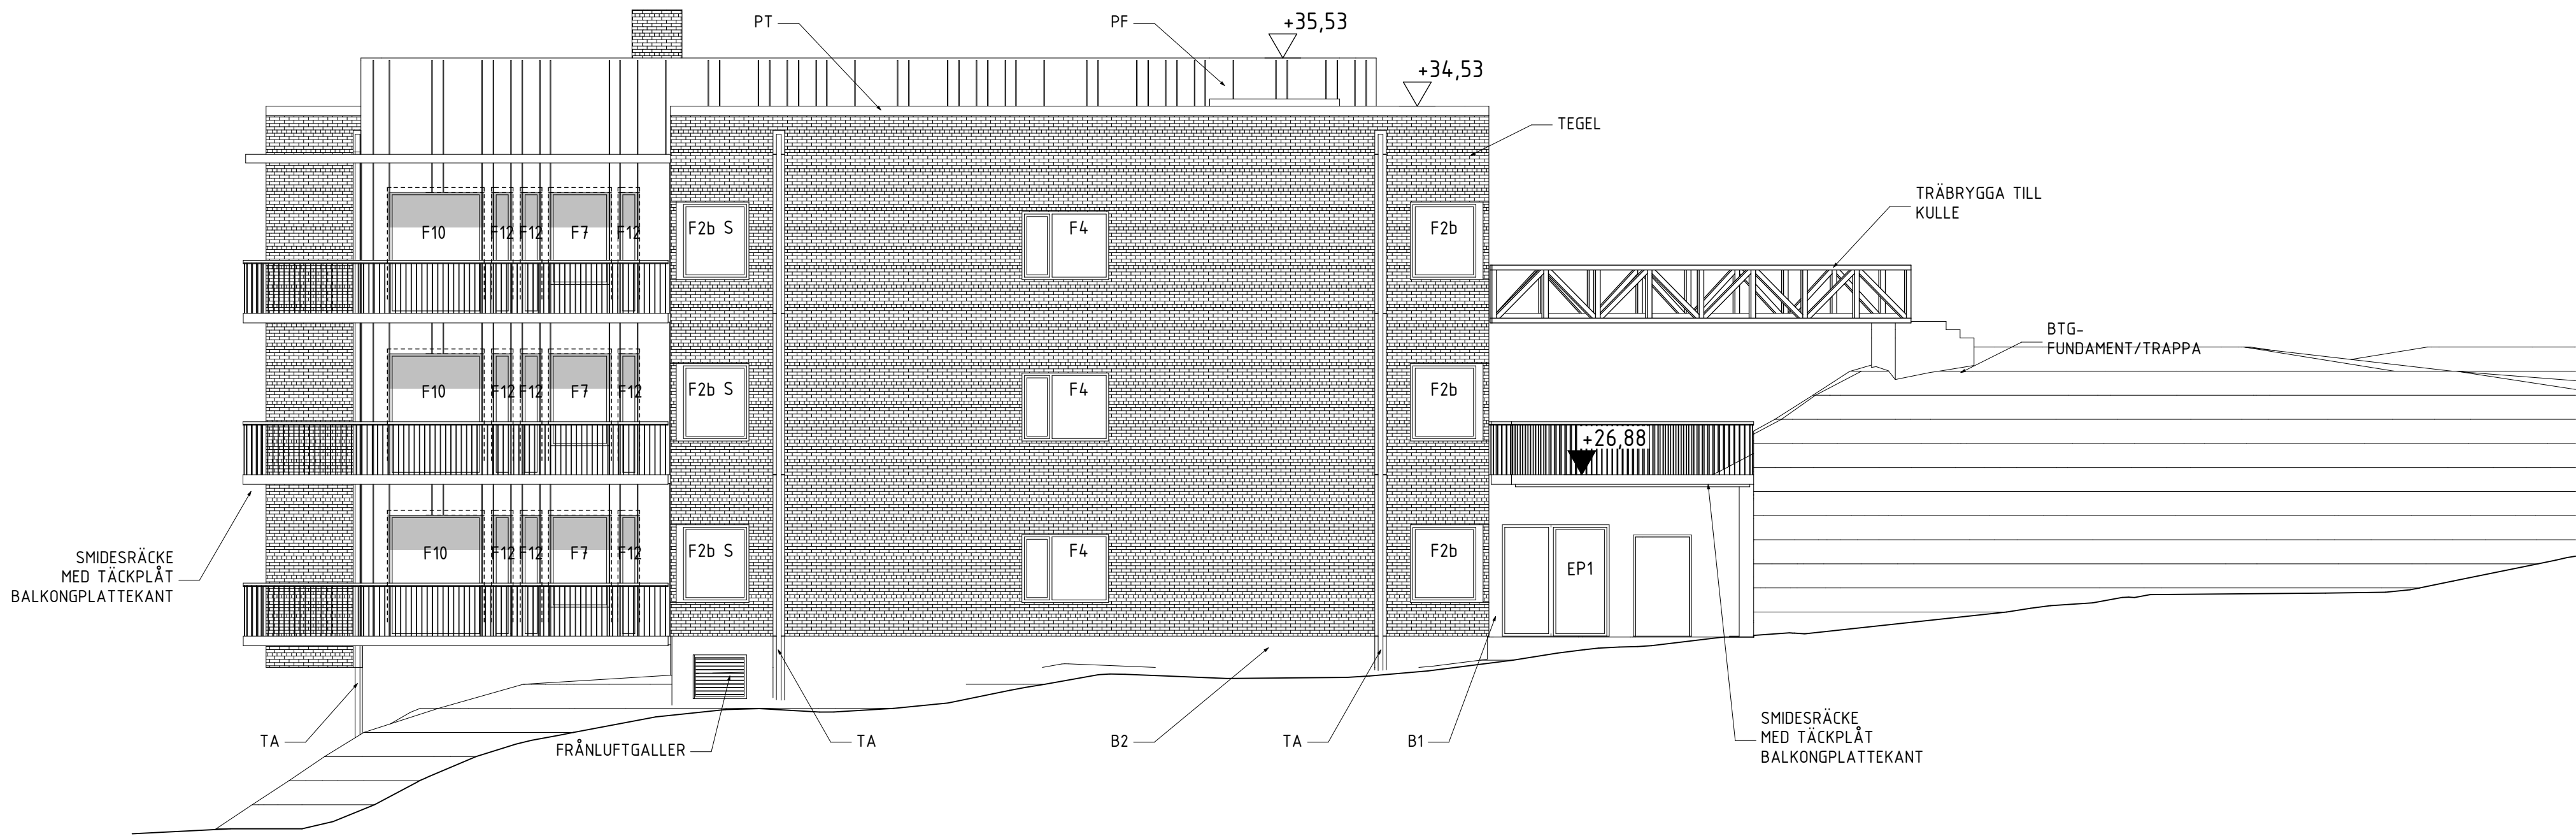 PT
PF
+35,53
+34,53
TEGEL
TRÄBRYGGA TILL
KULLE
F10
F12
F12
F7
F12
F2b S
F4
F2b
BTG-
FUNDAMENT/TRAPPA
F10
F12
F12
F7
F12
F2b S
F4
F2b
+26,88
F10
F12
F12
F7
F12
F2b S
F4
F2b
EP1
SMIDESRÄCKE
MED TÄCKPLÅT
BALKONGPLATTEKANT
TA
FRÅNLUFTGALLER
TA
B2
TA
B1
SMIDESRÄCKE
MED TÄCKPLÅT
BALKONGPLATTEKANT